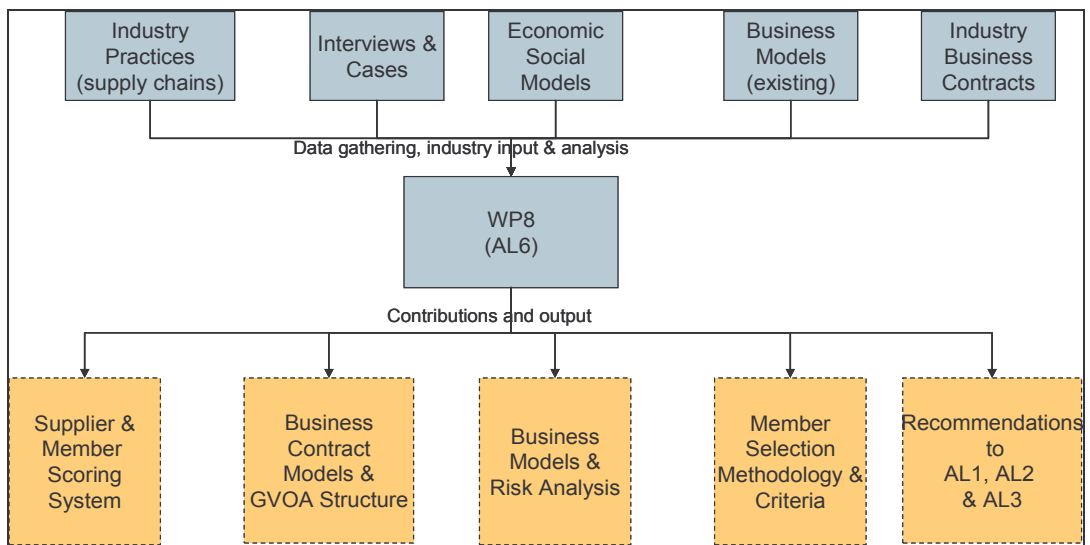 Industry
Practices
(supply chains)
Interviews &
Cases
Economic
Social
Models
Business
Models
(existing)
Industry
Business
Contracts
Data gathering, industry input & analysis
WP8
(AL6)
Contributions and output
Supplier &
Member
Scoring
System
Business
Contract
Models &
GVOA Structure
Business
Models &
Risk Analysis
Member
Selection
Methodology &
Criteria
Recommendations
to
AL1, AL2
& AL3